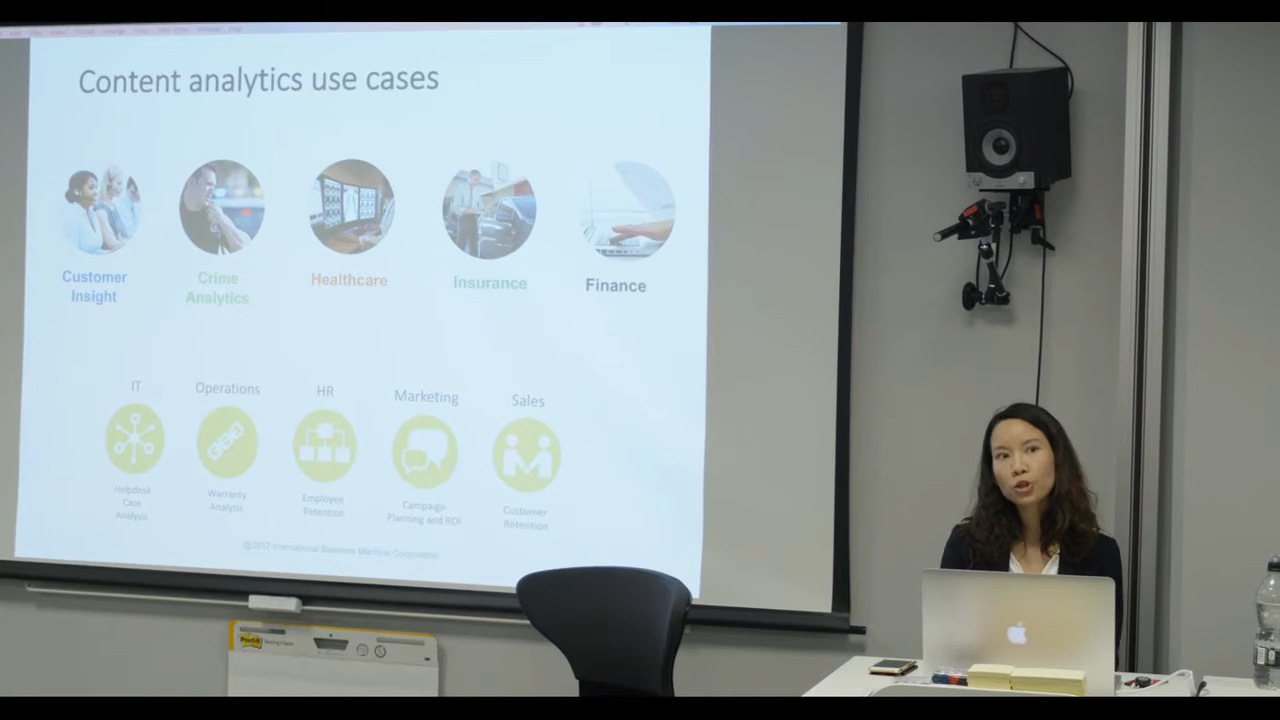 Content analytics use cases
Customer
Insight
Crime
Analytics
Healthcare
Insurance
Finance
IT
Operations
HR
Marketing
Sales
Helpdesk
Case
Analysis
Warranty
Analysis
Employee
Retention
Campaign
Planning and ROI
Customer
Retention
©2017 International Business Machine Corporation
Post-it